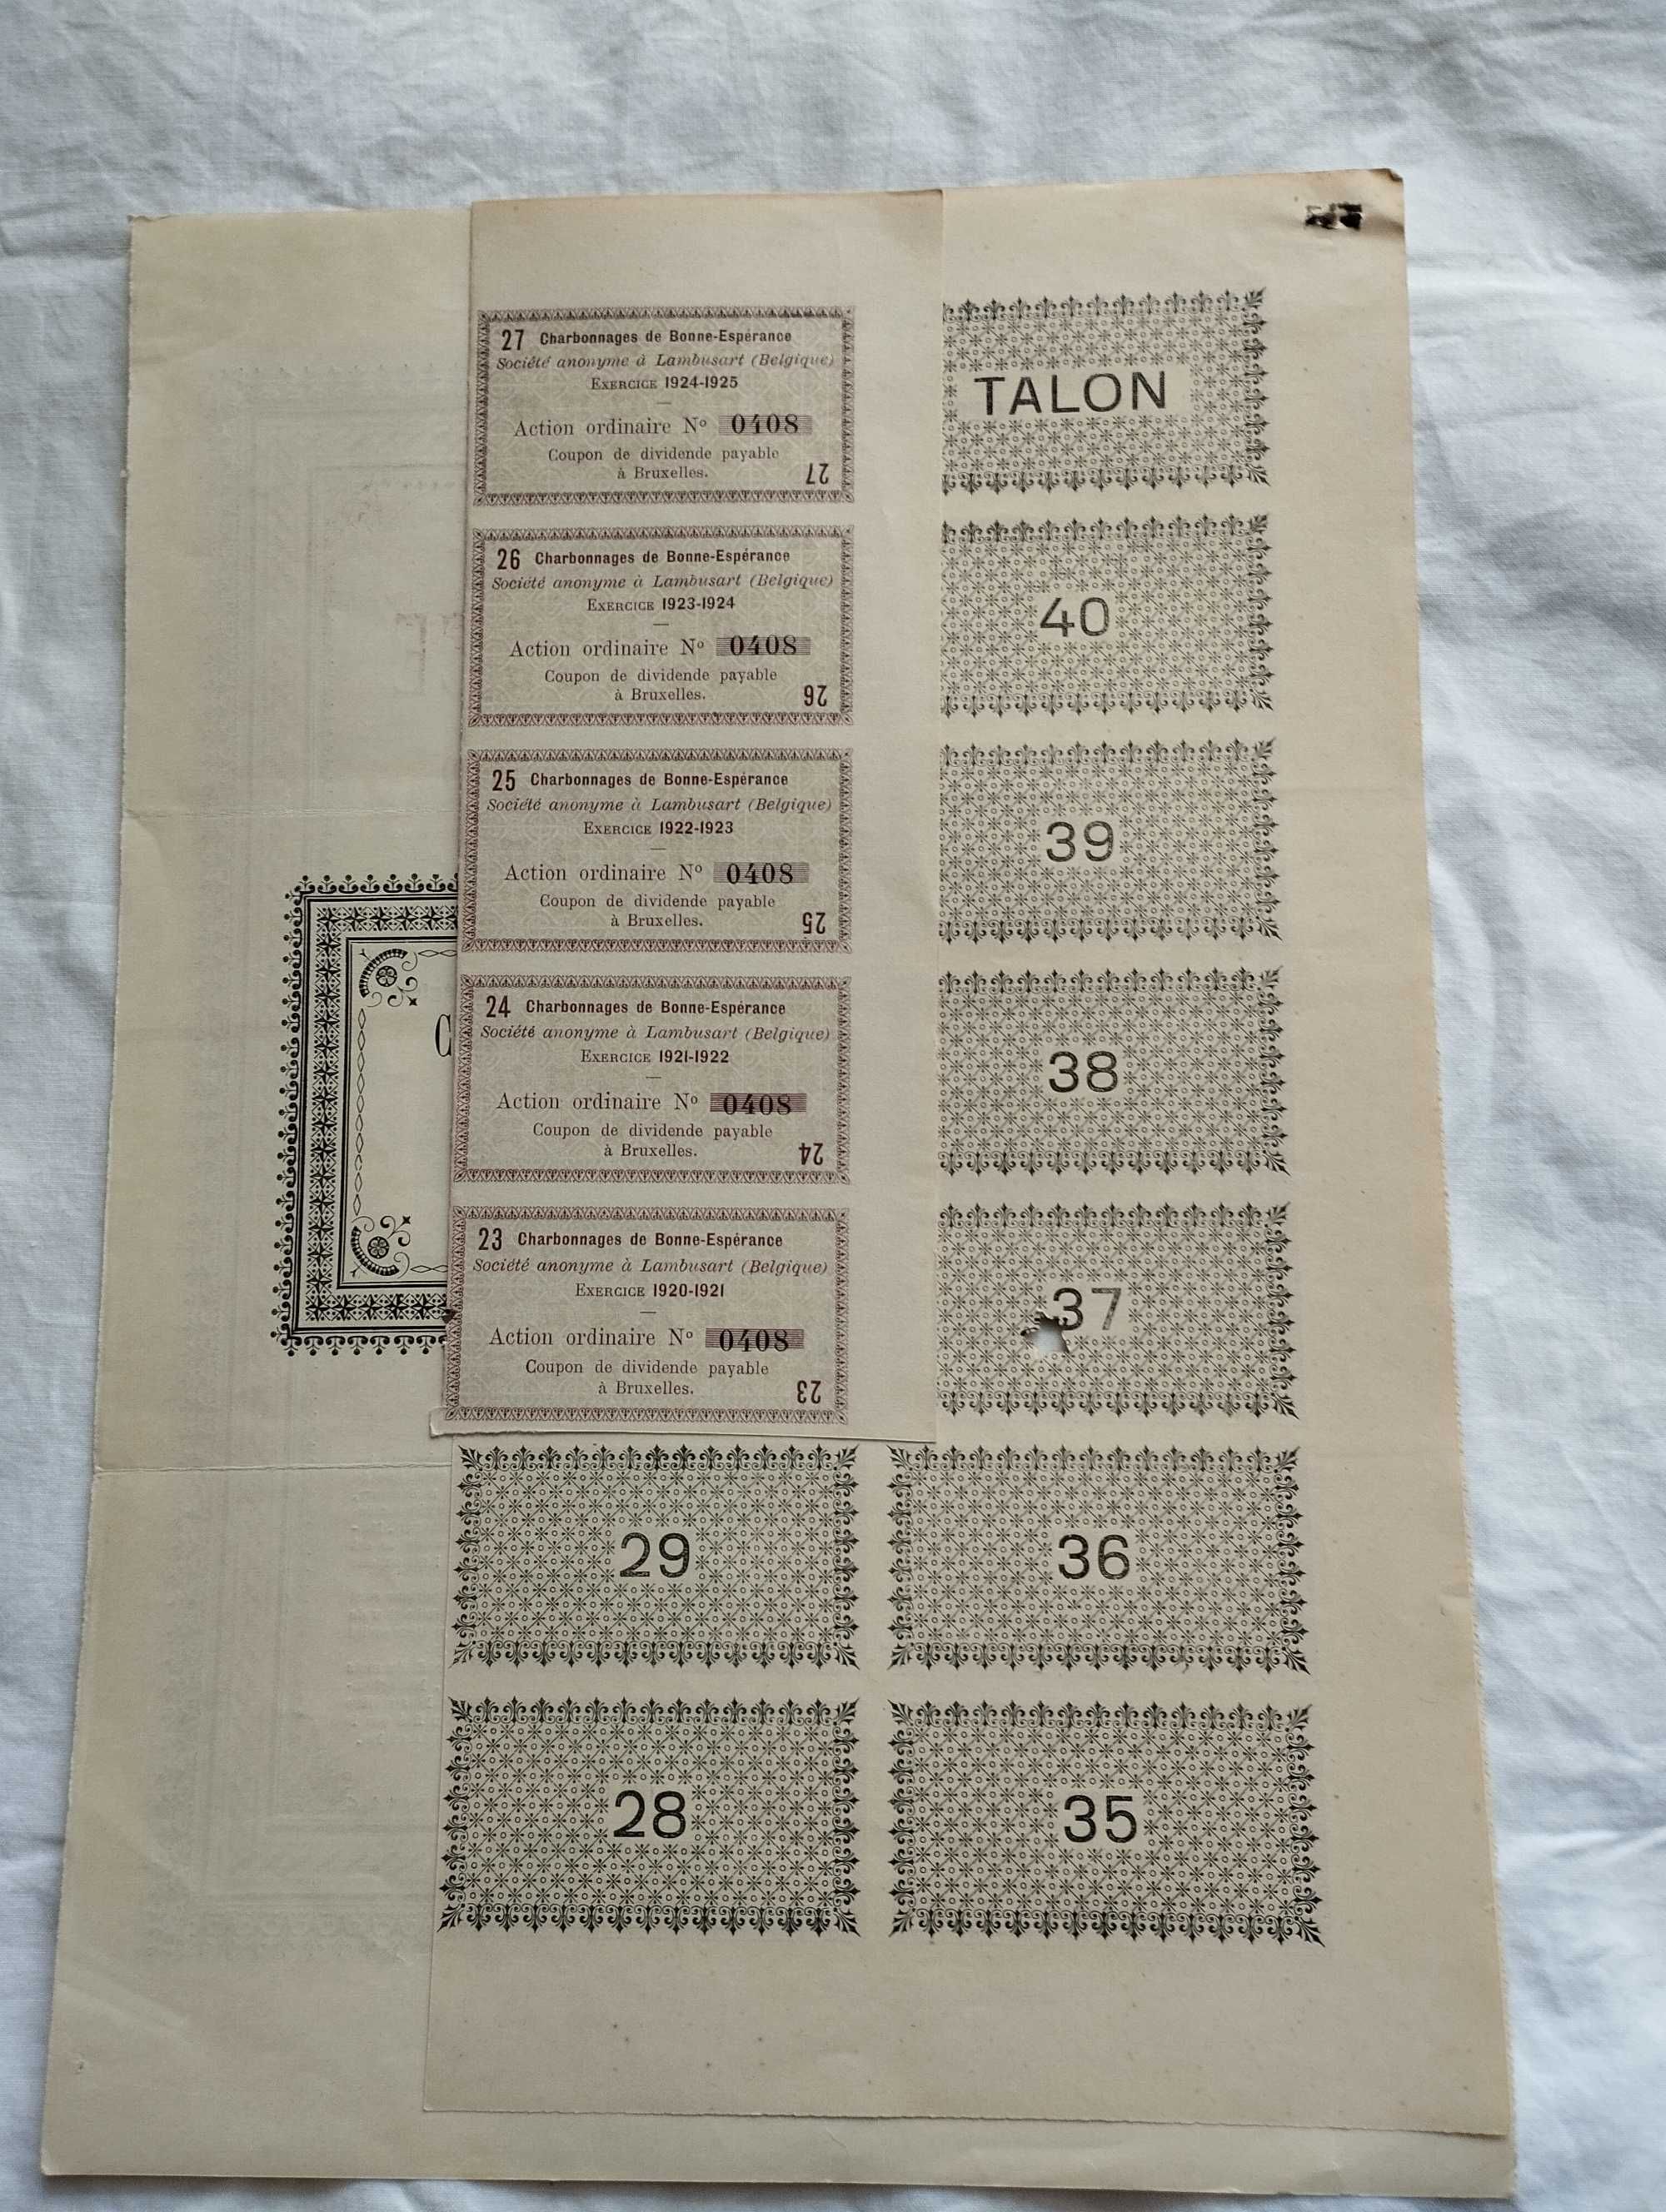 27 Charbonnages de Bonne-Espérance
Société anonyme à Lambusart (Belgique)
EXERCICE 1924-1925
Action ordinaire Nº 0408
Coupon de dividende payable
à Bruxelles.
27
26 Charbonnages de Bonne-Espérance
Société anonyme à Lambusart (Belgique)
EXERCICE 1923-1924
Action ordinaire Nº 0408
Coupon de dividende payable
à Bruxelles.
26
25 Charbonnages de Bonne-Espérance
Société anonyme à Lambusart (Belgique)
EXERCICE 1922-1923
Action ordinaire Nº 0408
Coupon de dividende payable
à Bruxelles.
25
24 Charbonnages de Bonne-Espérance
Société anonyme à Lambusart (Belgique)
EXERCICE 1921-1922
Action ordinaire Nº 0408
Coupon de dividende payable
à Bruxelles.
24
23 Charbonnages de Bonne-Espérance
Société anonyme à Lambusart (Belgique)
EXERCICE 1920-1921
Action ordinaire Nº 0408
Coupon de dividende payable
à Bruxelles.
23
29
28
TALON
40
39
38
37
36
35